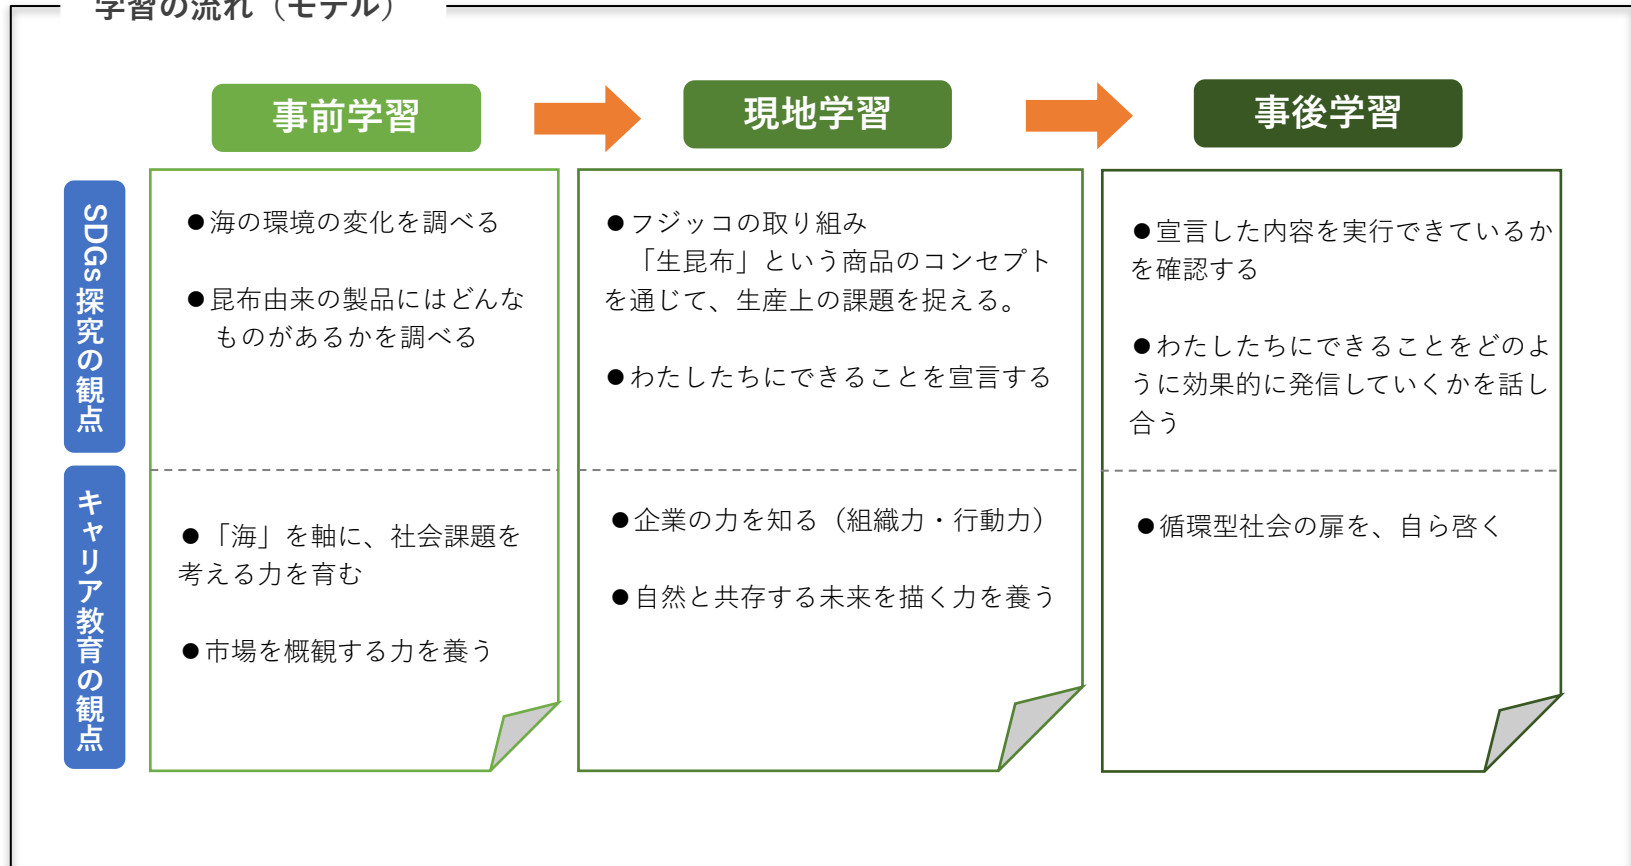 学習の流れ（モデル）
事前学習
現地学習
事後学習
SDGs探究の観点
●海の環境の変化を調べる
●昆布由来の製品にはどんな
ものがあるかを調べる
●フジッコの取り組み
「生昆布」という商品のコンセプト
を通じて、生産上の課題を捉える。
●わたしたちにできることを宣言する
●宣言した内容を実行できているか
を確認する
●わたしたちにできることをどのよ
うに効果的に発信していくかを話し
合う
キャリア教育の観点
●「海」を軸に、社会課題を
考える力を育む
●市場を概観する力を養う
●企業の力を知る（組織力・行動力）
●自然と共存する未来を描く力を養う
●循環型社会の扉を、自ら啓く